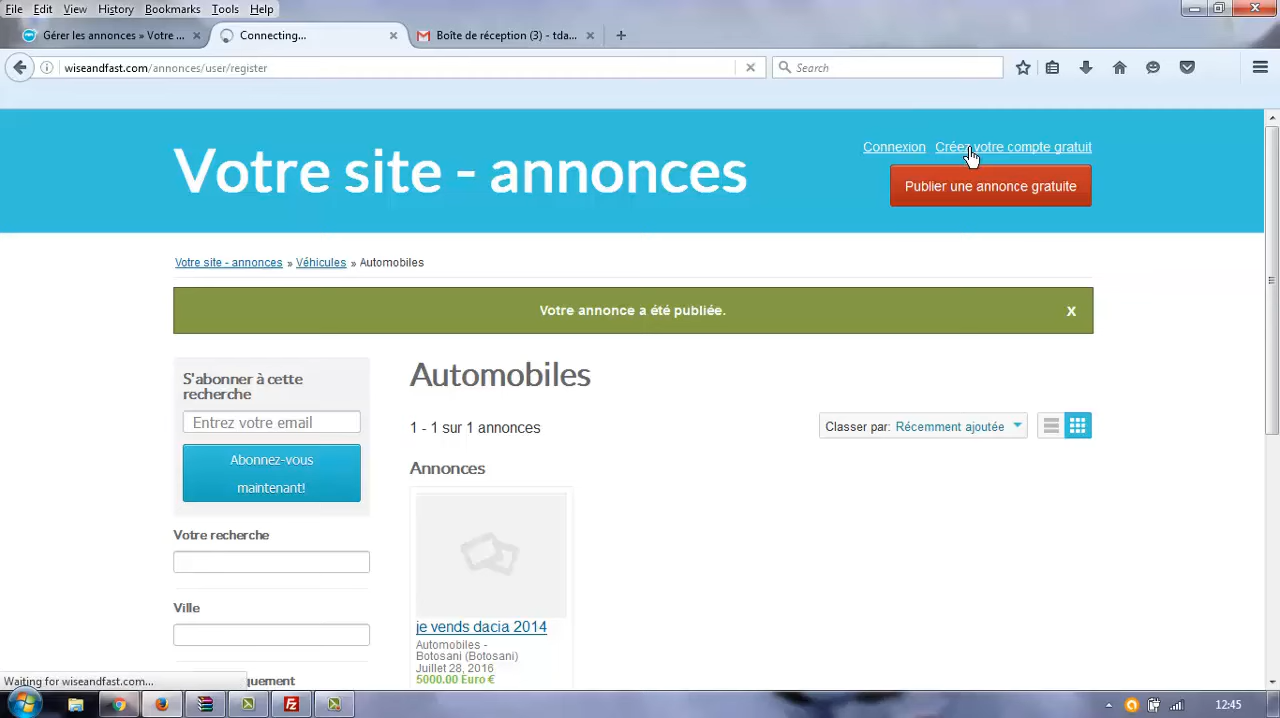 File Edit View History Bookmarks Tools Help
Gérer les annonces » Votre ...
Connecting...
Boîte de réception (3) - tda...
wiseandfast.com/annonces/user/register
Search
Connexion Créez votre compte gratuit
Votre site - annonces
Publier une annonce gratuite
Votre site - annonces » Véhicules » Automobiles
Votre annonce a été publiée.
x
S'abonner à cette
recherche
Entrez votre email
Abonnez-vous
maintenant!
Votre recherche
Ville
Automobiles
1 - 1 sur 1 annonces
Classer par: Récemment ajoutée
Annonces
je vends dacia 2014
Automobiles -
Botosani (Botosani)
Juillet 28, 2016
5000.00 Euro €
Waiting for wiseandfast.com...
12:45